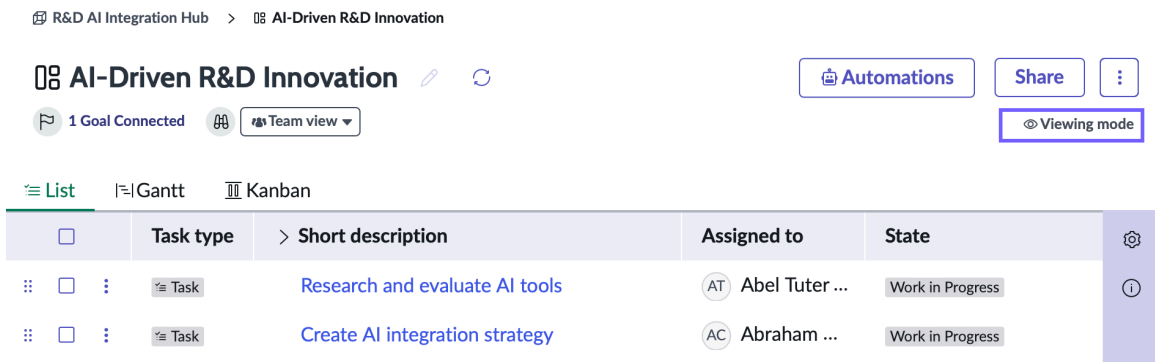 R&D AI Integration Hub > AI-Driven R&D Innovation
AI-Driven R&D Innovation
Automations
Share
1 Goal Connected
Team view
Viewing mode
List Gantt Kanban
Task type > Short description Assigned to State
Task Research and evaluate AI tools AT Abel Tuter ... Work in Progress
Task Create AI integration strategy AC Abraham ... Work in Progress